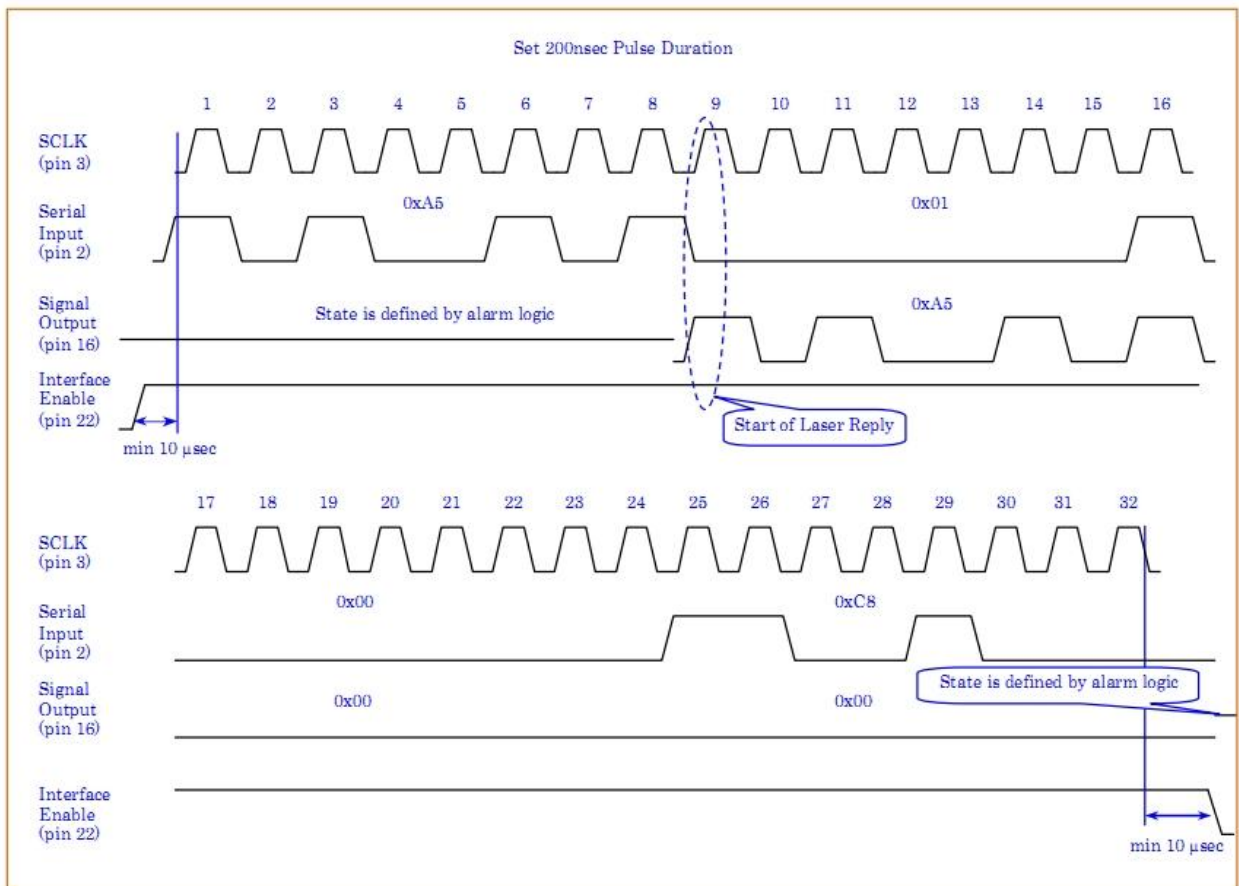 Set 200nsec Pulse Duration
1 2 3 4 5 6 7 8 9 10 11 12 13 14 15 16
SCLK
(pin 3)
0xA5 0x01
Serial
Input
(pin 2)
Signal
Output
(pin 16)
State is defined by alarm logic
0xA5
Interface
Enable
(pin 22)
Start of Laser Reply
min 10 μsec
17 18 19 20 21 22 23 24 25 26 27 28 29 30 31 32
SCLK
(pin 3)
0x00 0xC8
Serial
Input
(pin 2)
State is defined by alarm logic
Signal
Output
(pin 16)
0x00 0x00
Interface
Enable
(pin 22)
min 10 μsec